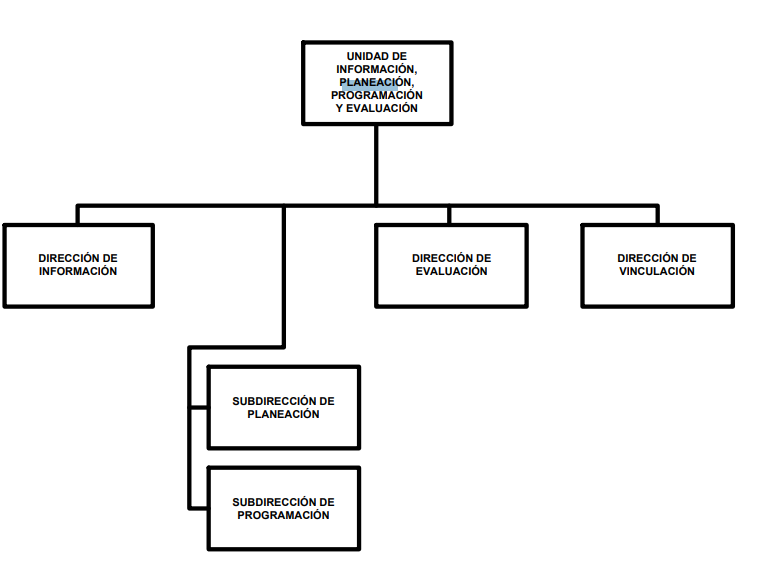 UNIDAD DE
INFORMACIÓN,
PLANEACIÓN,
PROGRAMACIÓN
Y EVALUACIÓN
DIRECCIÓN DE
INFORMACIÓN
DIRECCIÓN DE
EVALUACIÓN
DIRECCIÓN DE
VINCULACIÓN
SUBDIRECCIÓN DE
PLANEACIÓN
SUBDIRECCIÓN DE
PROGRAMACIÓN